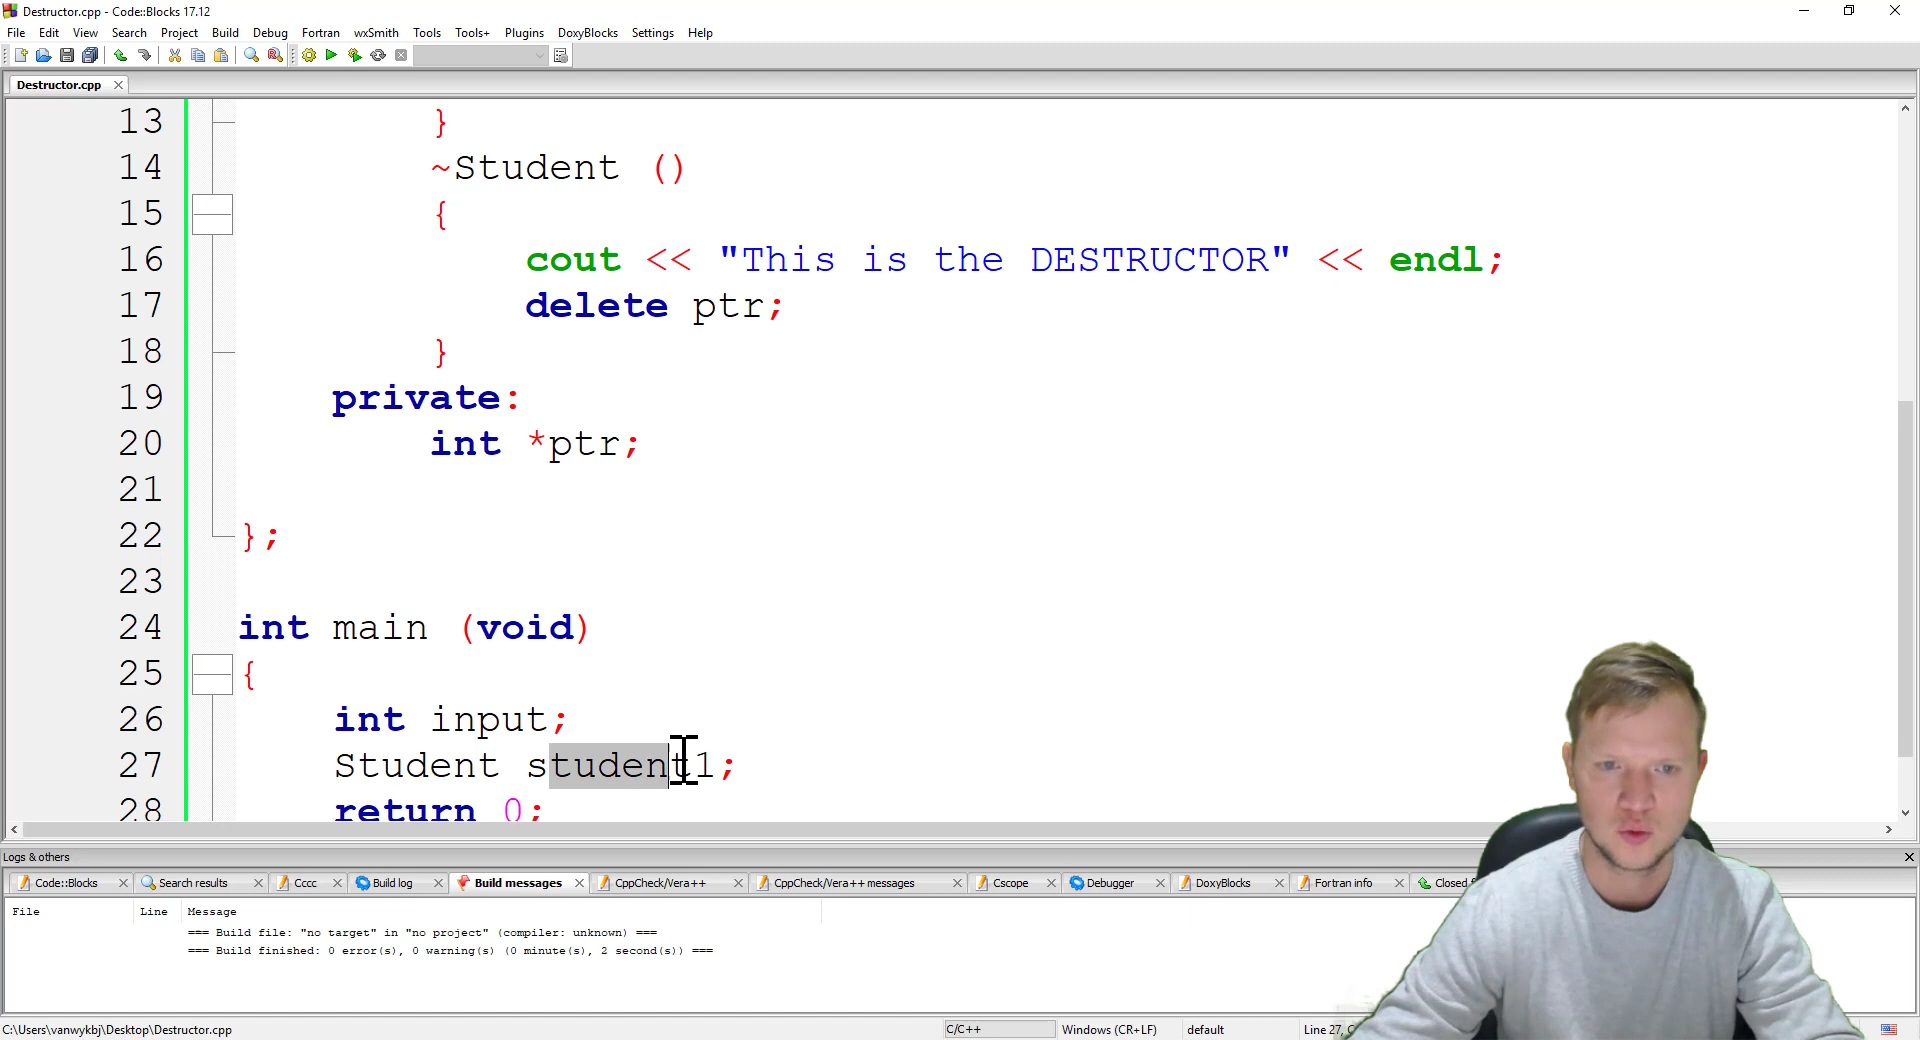 Destructor.cpp - Code::Blocks 17.12
File Edit View Search Project Build Debug Fortran wxSmith Tools Tools+ Plugins DoxyBlocks Settings Help
Destructor.cpp
13 }
14 ~Student ()
15 {
16 cout << "This is the DESTRUCTOR" << endl;
17 delete ptr;
18 }
19 private:
20 int *ptr;
21
22 };
23
24 int main (void)
25 {
26 int input;
27 Student student1;
28 return 0;
Logs & others
Code::Blocks Search results Cccc Build log Build messages CppCheck/Vera++ CppCheck/Vera++ messages Cscope Debugger DoxyBlocks Fortran info Closed
File Line Message
=== Build file: "no target" in "no project" (compiler: unknown) ===
=== Build finished: 0 error(s), 0 warning(s) (0 minute(s), 2 second(s)) ===
C:\Users\vanwykbj\Desktop\Destructor.cpp C/C++ Windows (CR+LF) default Line 27,